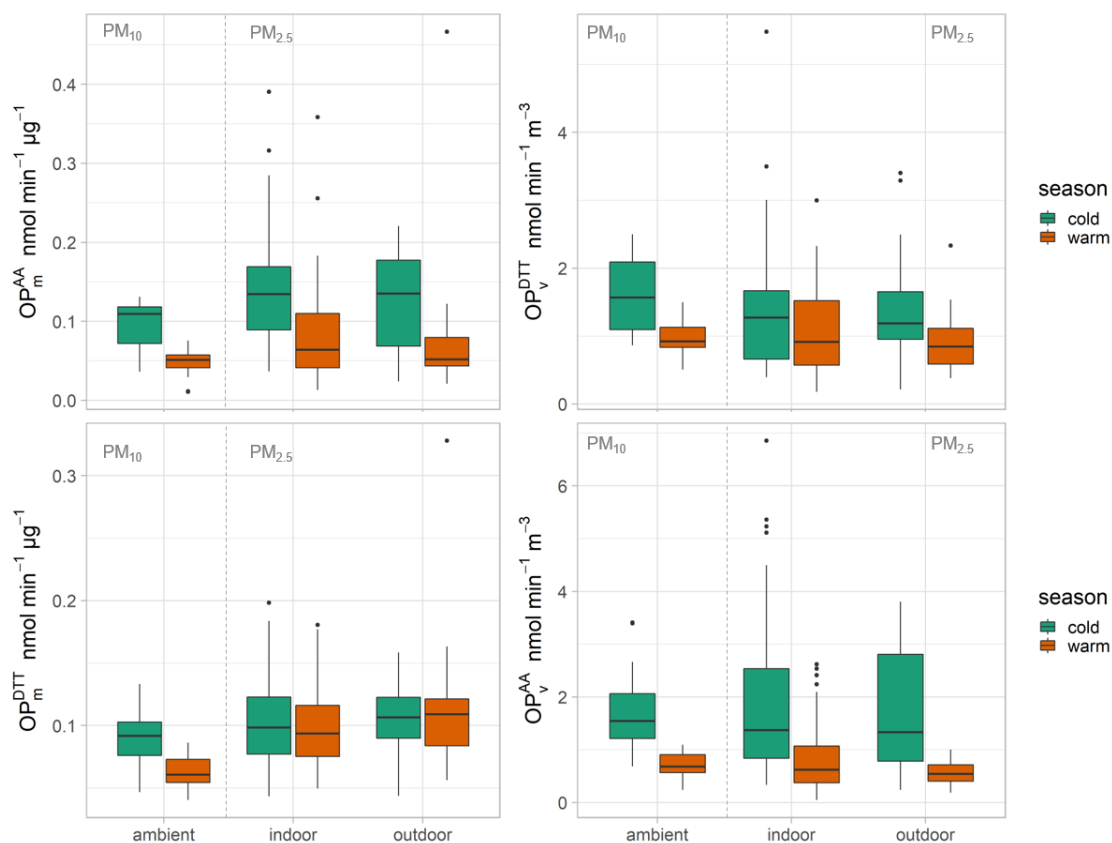 PM₁₀ PM₂.₅
OPₘᴬᴬ nmol min⁻¹ µg⁻¹
0.4
0.3
0.2
0.1
0.0
PM₁₀ PM₂.₅
OPᵥᴰᵀᵀ nmol min⁻¹ m⁻³
4
2
0
season
cold
warm
PM₁₀ PM₂.₅
OPₘᴰᵀᵀ nmol min⁻¹ µg⁻¹
0.3
0.2
0.1
ambient indoor outdoor
PM₁₀ PM₂.₅
OPᵥᴬᴬ nmol min⁻¹ m⁻³
6
4
2
0
ambient indoor outdoor
season
cold
warm